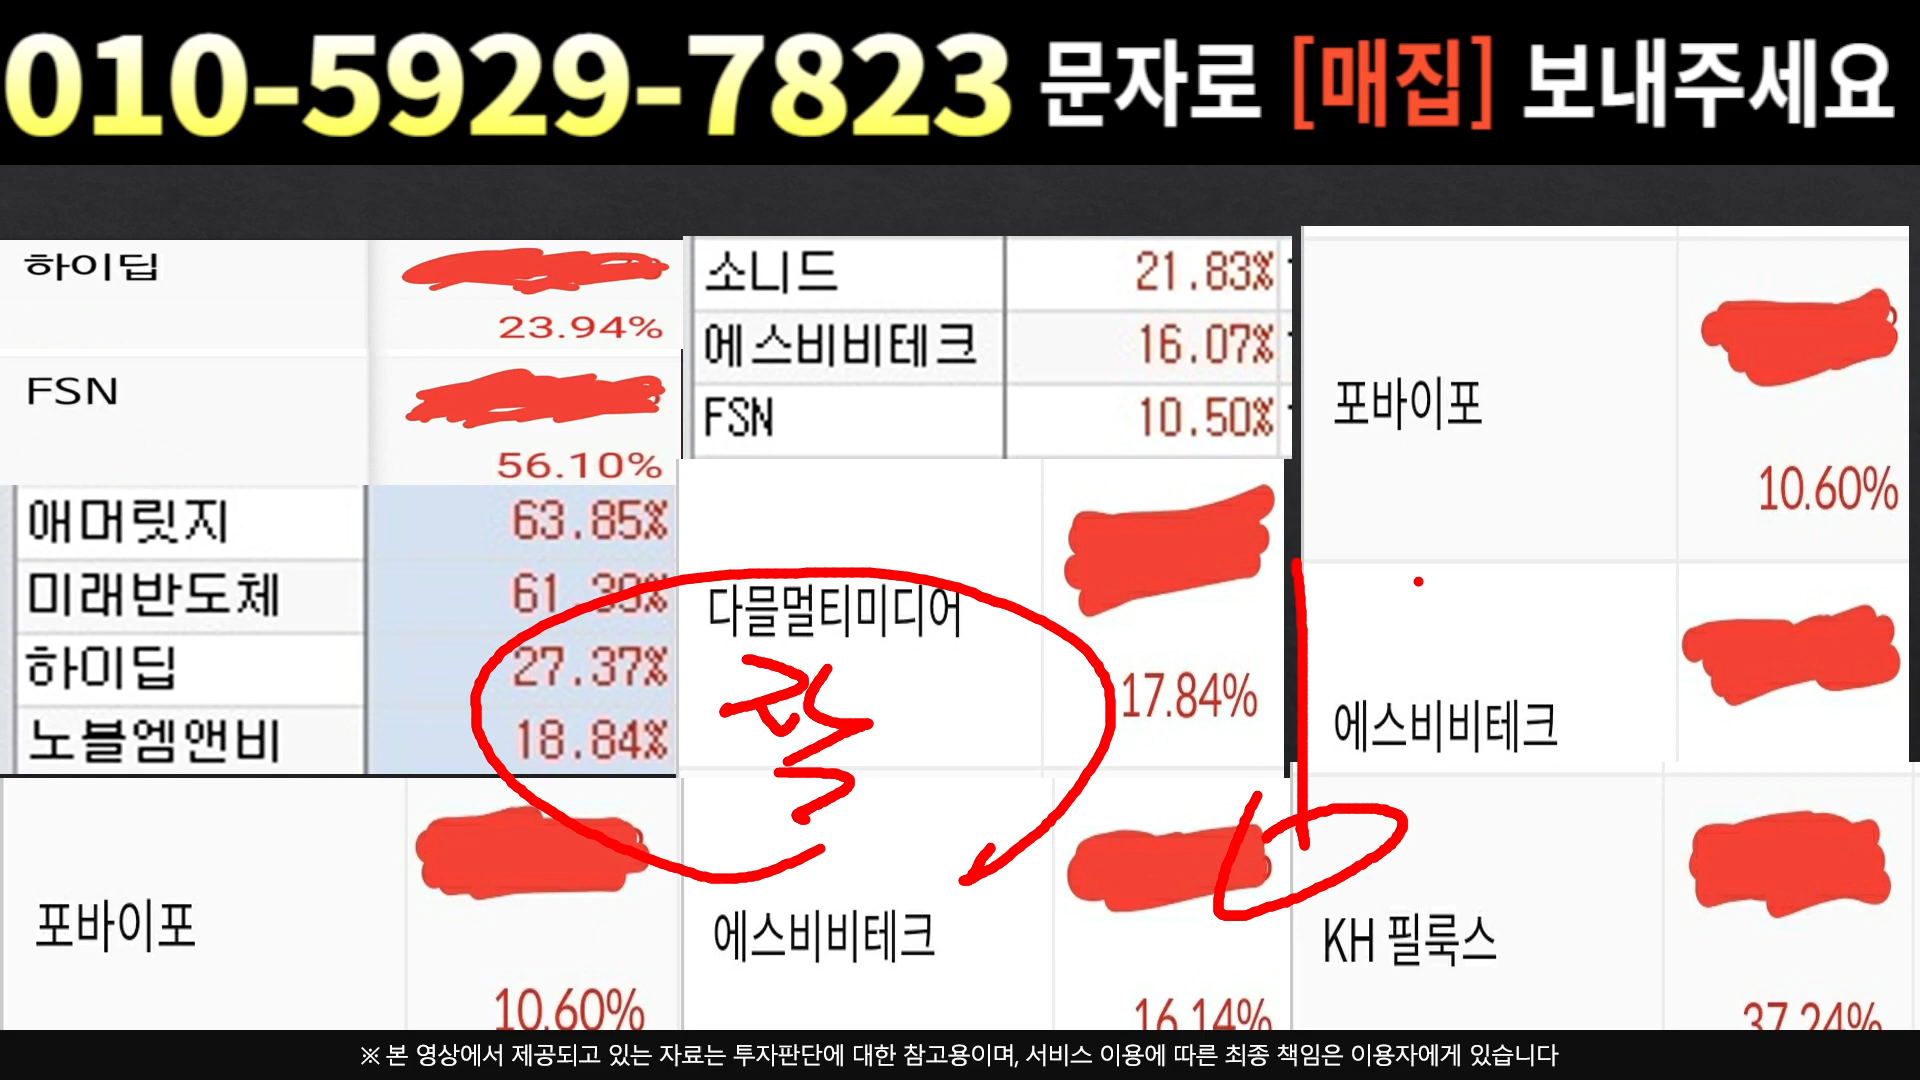 010-5929-7823 문자로 [매집] 보내주세요
하이딥
23.94%
FSN
56.10%
애머릿지 63.85%
미래반도체 61.39%
하이딥 27.37%
노블엠앤비 18.84%
소니드 21.83%
에스비비테크 16.07%
FSN 10.50%
다믈멀티미디어
17.84%
포바이포
10.60%
에스비비테크
포바이포
10.60%
에스비비테크
16.14%
KH 필룩스
37.24%
※ 본 영상에서 제공되고 있는 자료는 투자판단에 대한 참고용이며, 서비스 이용에 따른 최종 책임은 이용자에게 있습니다